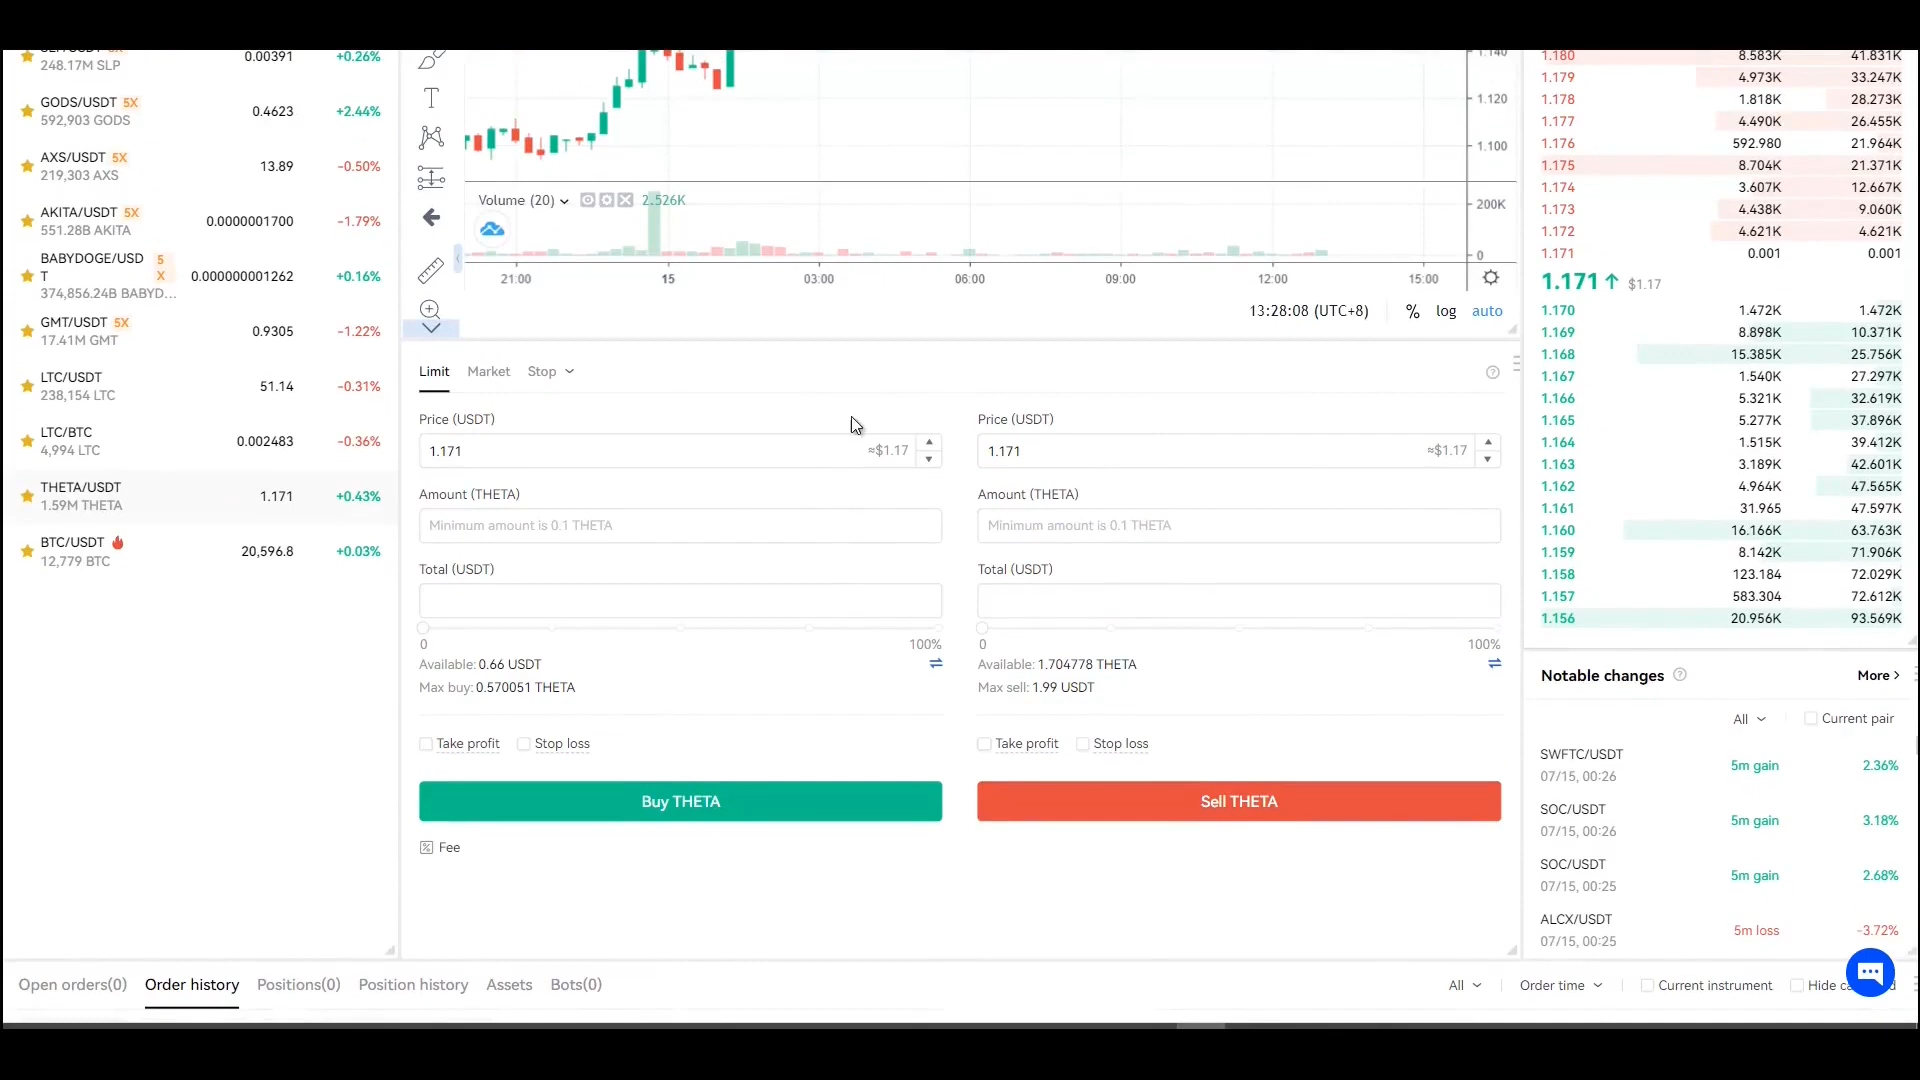 0.00391 +0.26%
248.17M SLP
GODS/USDT 5X
592,903 GODS
0.4623 +2.44%
AXS/USDT 5X
219,303 AXS
13.89 -0.50%
AKITA/USDT 5X
551.28B AKITA
0.0000001700 -1.79%
BABYDOGE/USD
T
5
X
374,856.24B BABYD...
0.000000001262 +0.16%
GMT/USDT 5X
17.41M GMT
0.9305 -1.22%
LTC/USDT
238,154 LTC
51.14 -0.31%
LTC/BTC
4,994 LTC
0.002483 -0.36%
THETA/USDT
1.59M THETA
1.171 +0.43%
BTC/USDT
12,779 BTC
20,596.8 +0.03%
1.140
1.120
1.100
Volume (20) 2.526K
200K
0
21:00 15 03:00 06:00 09:00 12:00 15:00
13:28:08 (UTC+8) % log auto
Limit Market Stop
Price (USDT)
1.171 ≈$1.17
Amount (THETA)
Minimum amount is 0.1 THETA
Total (USDT)
0 100%
Available: 0.66 USDT
Max buy: 0.570051 THETA
Take profit Stop loss
Buy THETA
Fee
Price (USDT)
1.171 ≈$1.17
Amount (THETA)
Minimum amount is 0.1 THETA
Total (USDT)
0 100%
Available: 1.704778 THETA
Max sell: 1.99 USDT
Take profit Stop loss
Sell THETA
1.180 8.583K 41.831K
1.179 4.973K 33.247K
1.178 1.818K 28.273K
1.177 4.490K 26.455K
1.176 592.980 21.964K
1.175 8.704K 21.371K
1.174 3.607K 12.667K
1.173 4.438K 9.060K
1.172 4.621K 4.621K
1.171 0.001 0.001
1.171↑ $1.17
1.170 1.472K 1.472K
1.169 8.898K 10.371K
1.168 15.385K 25.756K
1.167 1.540K 27.297K
1.166 5.321K 32.619K
1.165 5.277K 37.896K
1.164 1.515K 39.412K
1.163 3.189K 42.601K
1.162 4.964K 47.565K
1.161 31.965 47.597K
1.160 16.166K 63.763K
1.159 8.142K 71.906K
1.158 123.184 72.029K
1.157 583.304 72.612K
1.156 20.956K 93.569K
Notable changes More >
All Current pair
SWFTC/USDT
07/15, 00:26
5m gain 2.36%
SOC/USDT
07/15, 00:26
5m gain 3.18%
SOC/USDT
07/15, 00:25
5m gain 2.68%
ALCX/USDT
07/15, 00:25
5m loss -3.72%
Open orders(0) Order history Positions(0) Position history Assets Bots(0)
All Order time Current instrument Hide